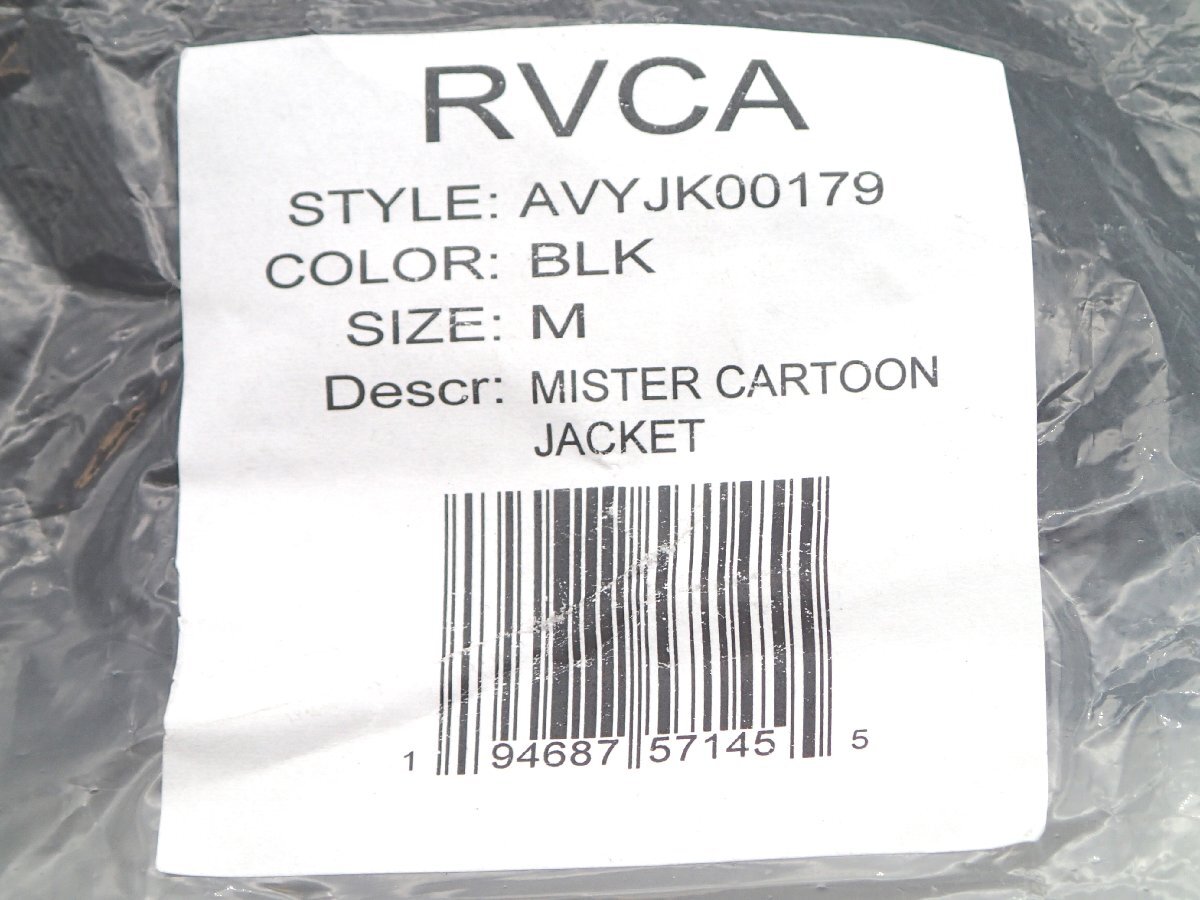 RVCA
STYLE: AVYJK00179
COLOR: BLK
SIZE: M
Descr: MISTER CARTOON
JACKET
1 94687 57145 5